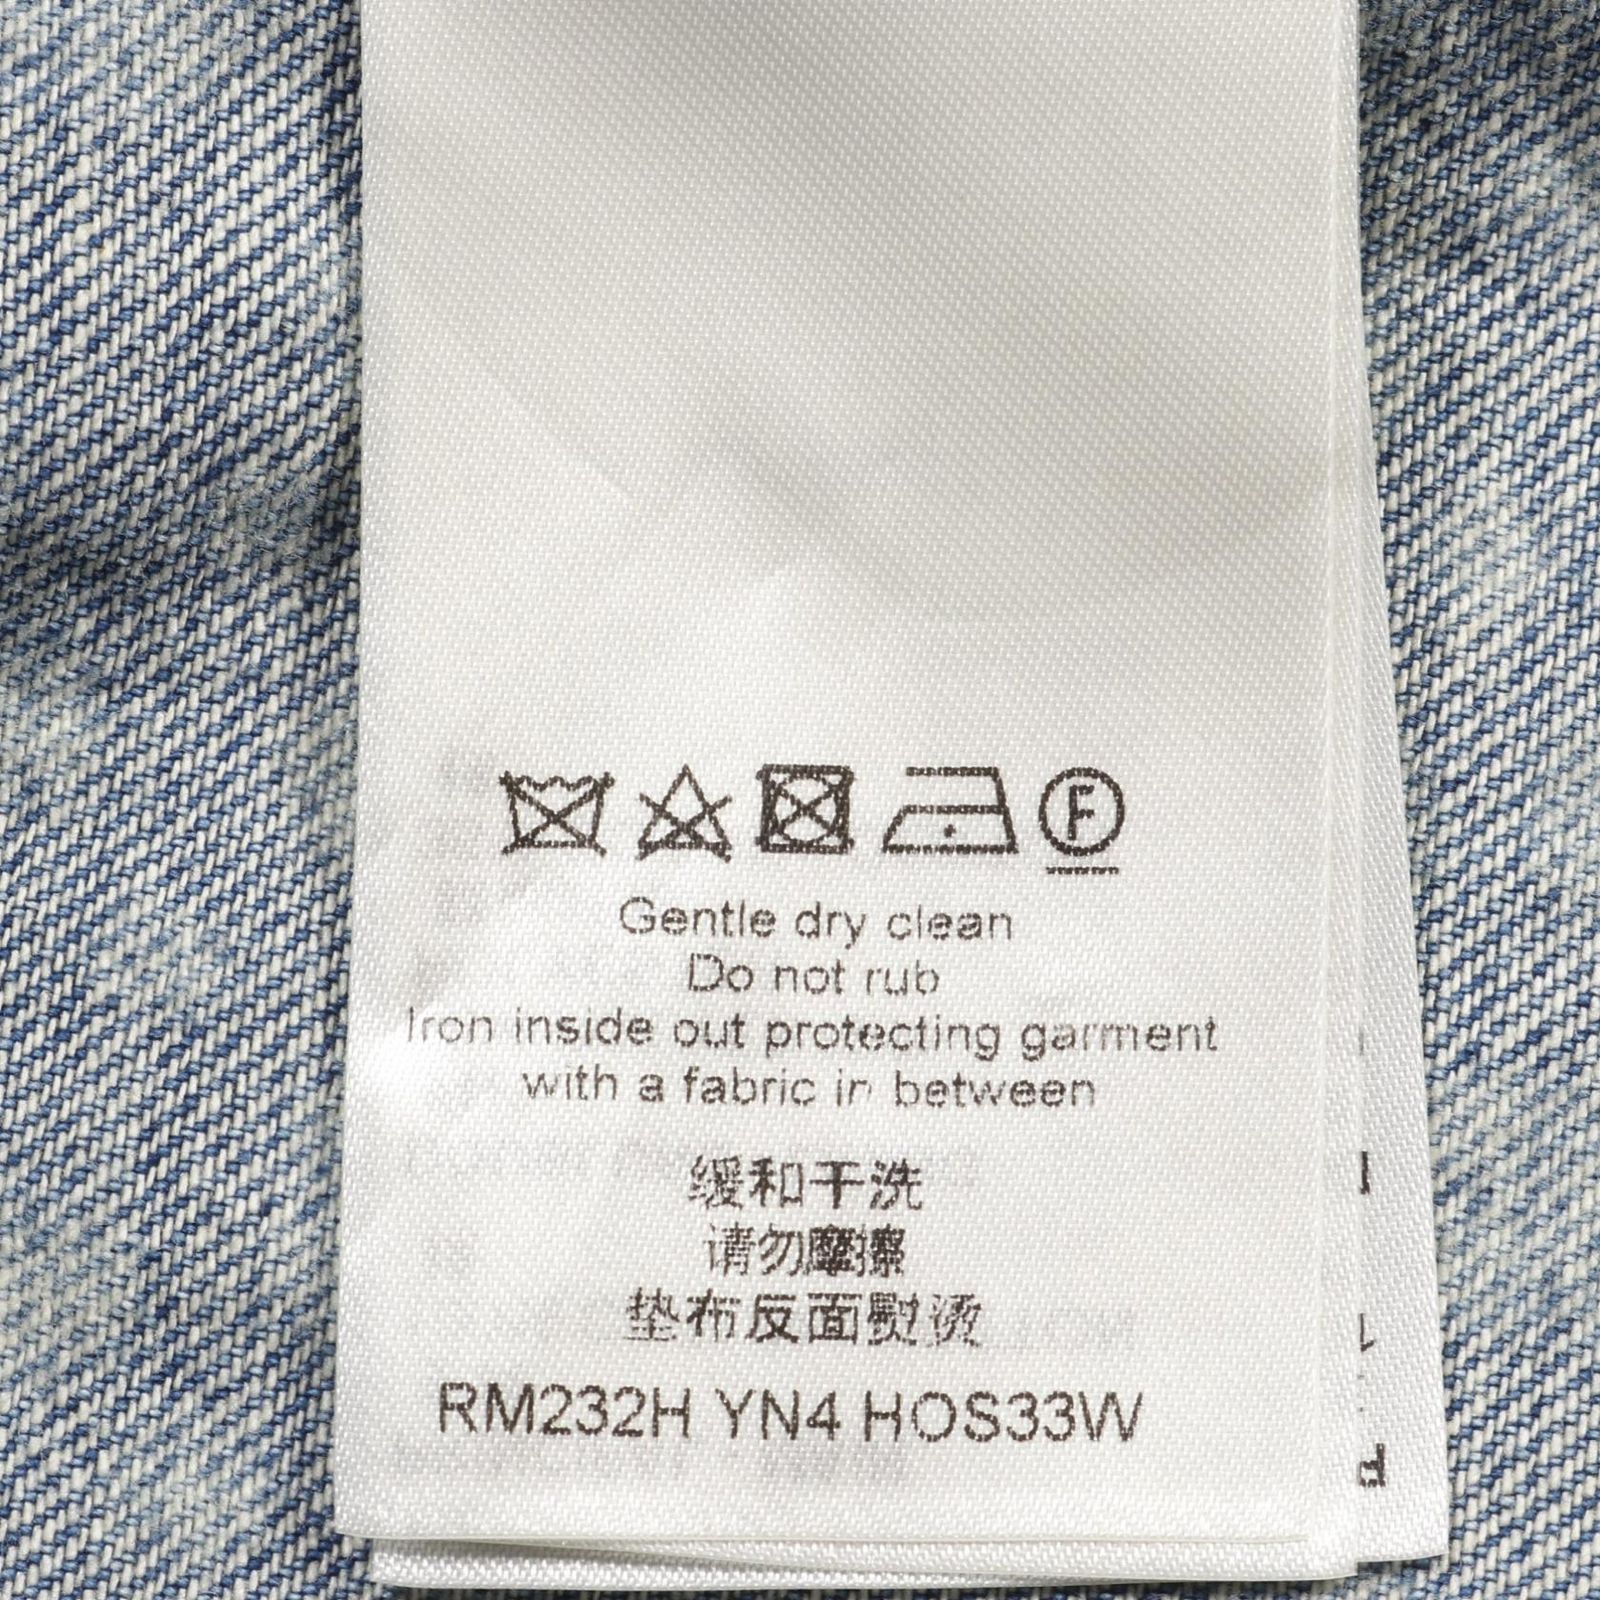 F
Gentle dry clean
Do not rub
Iron inside out protecting garment
with a fabric in between
缓和干洗
请勿摩擦
垫布反面熨烫
RM232H YN4 HOS33W